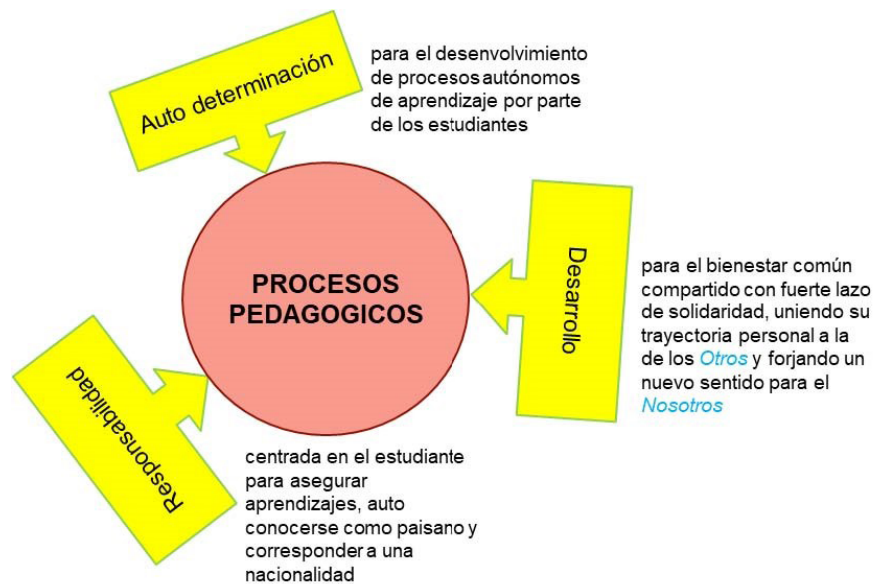 Auto determinación
para el desenvolvimiento
de procesos autónomos
de aprendizaje por parte
de los estudiantes
PROCESOS
PEDAGOGICOS
Desarrollo
para el bienestar común
compartido con fuerte lazo
de solidaridad, uniendo su
trayectoria personal a la
de los Otros y forjando un
nuevo sentido para el
Nosotros
Responsabilidad
centrada en el estudiante
para asegurar
aprendizajes, auto
conocerse como paisano y
corresponder a una
nacionalidad